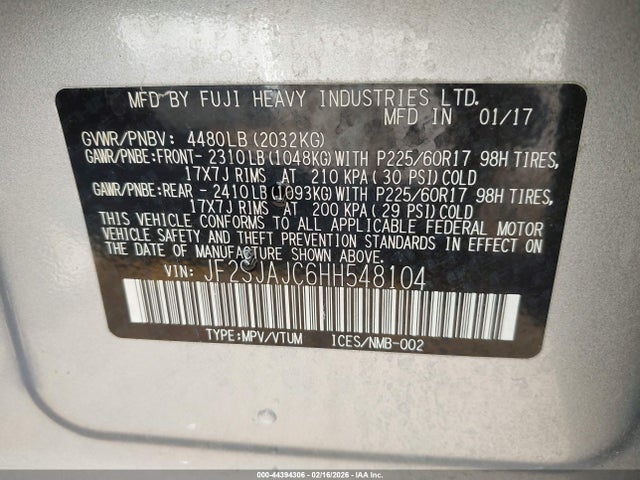 MFD BY FUJI HEAVY INDUSTRIES LTD.
MFD IN 01/17
GVWR/PNBV: 4480LB (2032KG)
GAWR/PNBE:FRONT- 2310 LB (1048KG) WITH P225/60R17 98H TIRES,
17X7J RIMS AT 210 KPA (30 PSI) COLD
GAWR/PNBE:REAR - 2410 LB (1093KG) WITH P225/60R17 98H TIRES,
17X7J RIMS AT 200 KPA (29 PSI) COLD
THIS VEHICLE CONFORMS TO ALL APPLICABLE FEDERAL MOTOR
VEHICLE SAFETY AND THEFT PREVENTION STANDARDS IN EFFECT ON
THE DATE OF MANUFACTURE SHOWN ABOVE.
VIN: JF2SJAJC6HH548104
TYPE:MPV/VTUM ICES/NMB-002
000-44394306 - 02/16/2026 - IAA Inc.